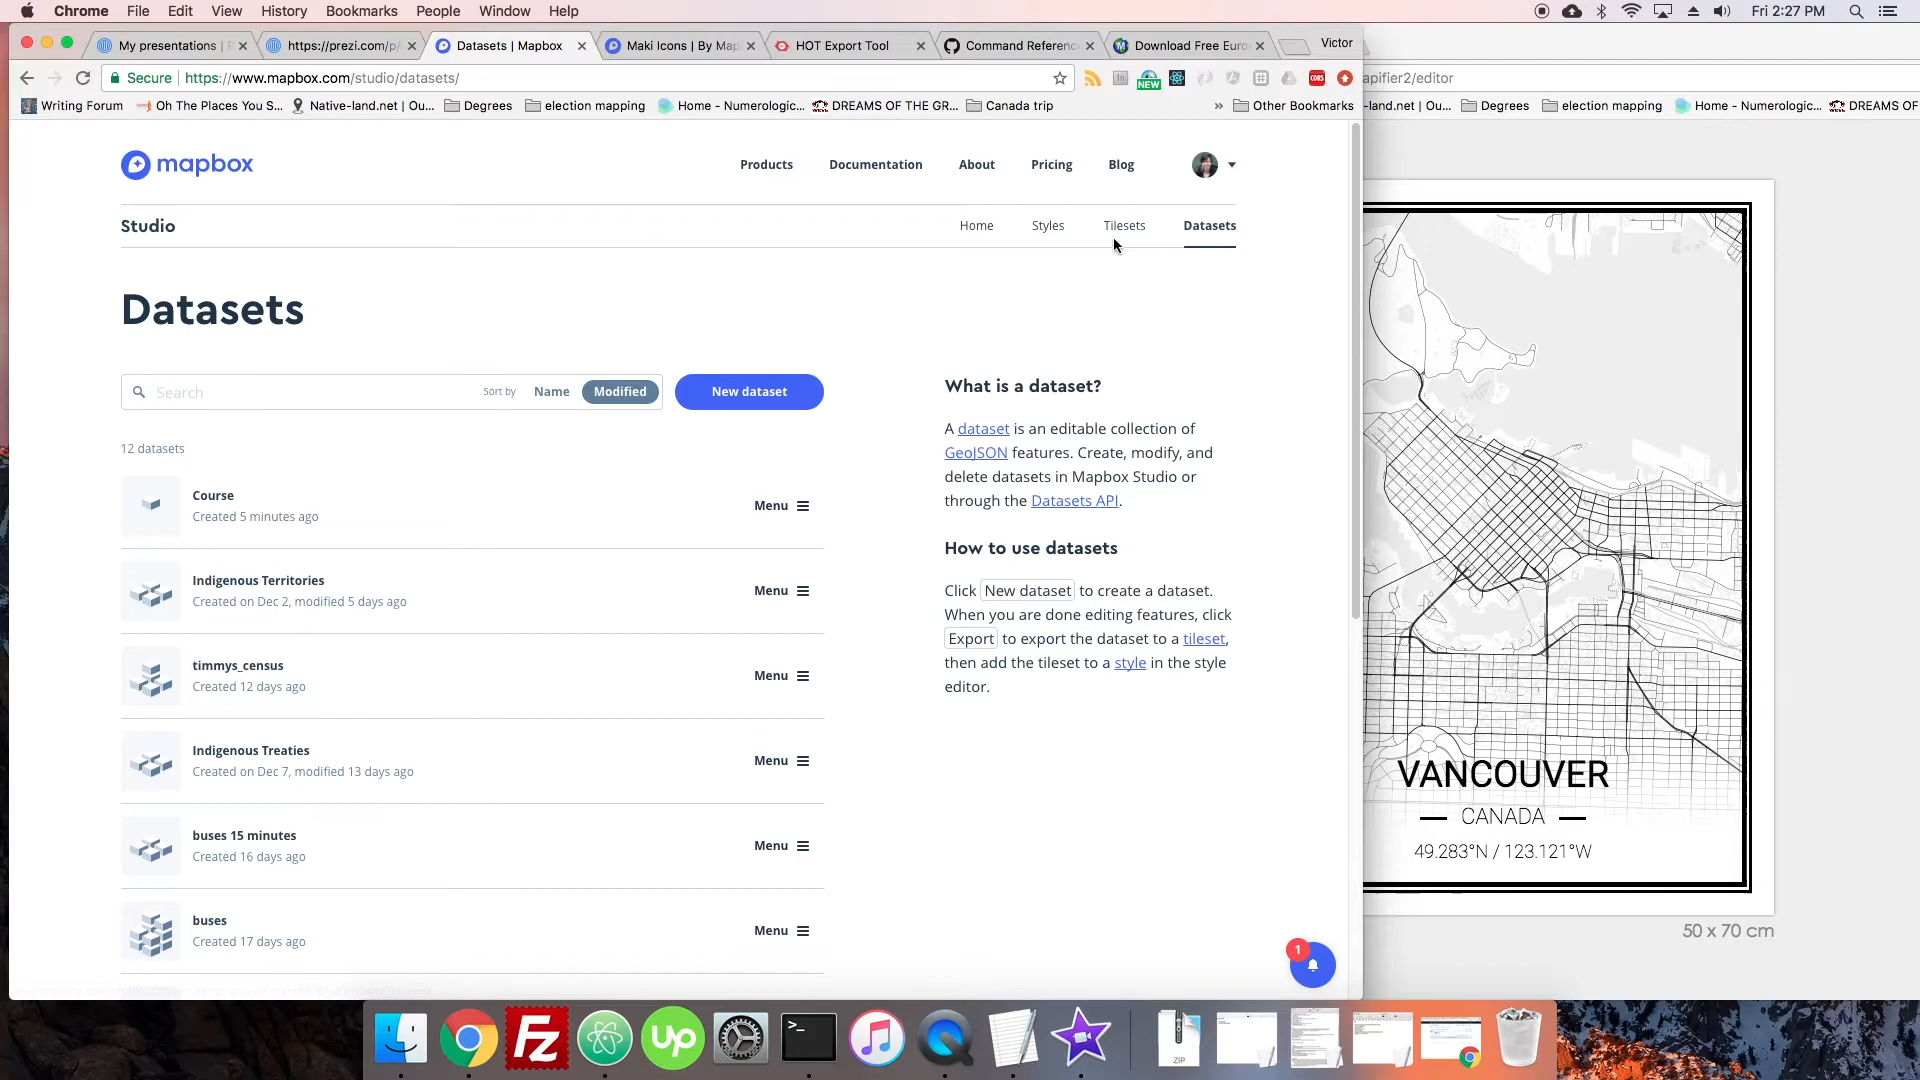 Chrome File Edit View History Bookmarks People Window Help Fri 2:27 PM
My presentations | P https://prezi.com/p/ Datasets | Mapbox Maki Icons | By Map HOT Export Tool Command Referenc Download Free Euro Victor
Secure https://www.mapbox.com/studio/datasets/ NEW CORS apifier2/editor
Writing Forum Oh The Places You S... Native-land.net | Ou... Degrees election mapping Home - Numerologic... DREAMS OF THE GR... Canada trip » Other Bookmarks -land.net | Ou... Degrees election mapping Home - Numerologic... DREAMS OF
mapbox Products Documentation About Pricing Blog
Studio Home Styles Tilesets Datasets
Datasets
Search Sort by Name Modified New dataset
12 datasets
Course
Created 5 minutes ago
Menu
Indigenous Territories
Created on Dec 2, modified 5 days ago
Menu
timmys_census
Created 12 days ago
Menu
Indigenous Treaties
Created on Dec 7, modified 13 days ago
Menu
buses 15 minutes
Created 16 days ago
Menu
buses
Created 17 days ago
Menu
What is a dataset?
A dataset is an editable collection of
GeoJSON features. Create, modify, and
delete datasets in Mapbox Studio or
through the Datasets API.
How to use datasets
Click New dataset to create a dataset.
When you are done editing features, click
Export to export the dataset to a tileset,
then add the tileset to a style in the style
editor.
1
VANCOUVER
CANADA
49.283°N / 123.121°W
50 x 70 cm
Fz
Up
>_
ZIP